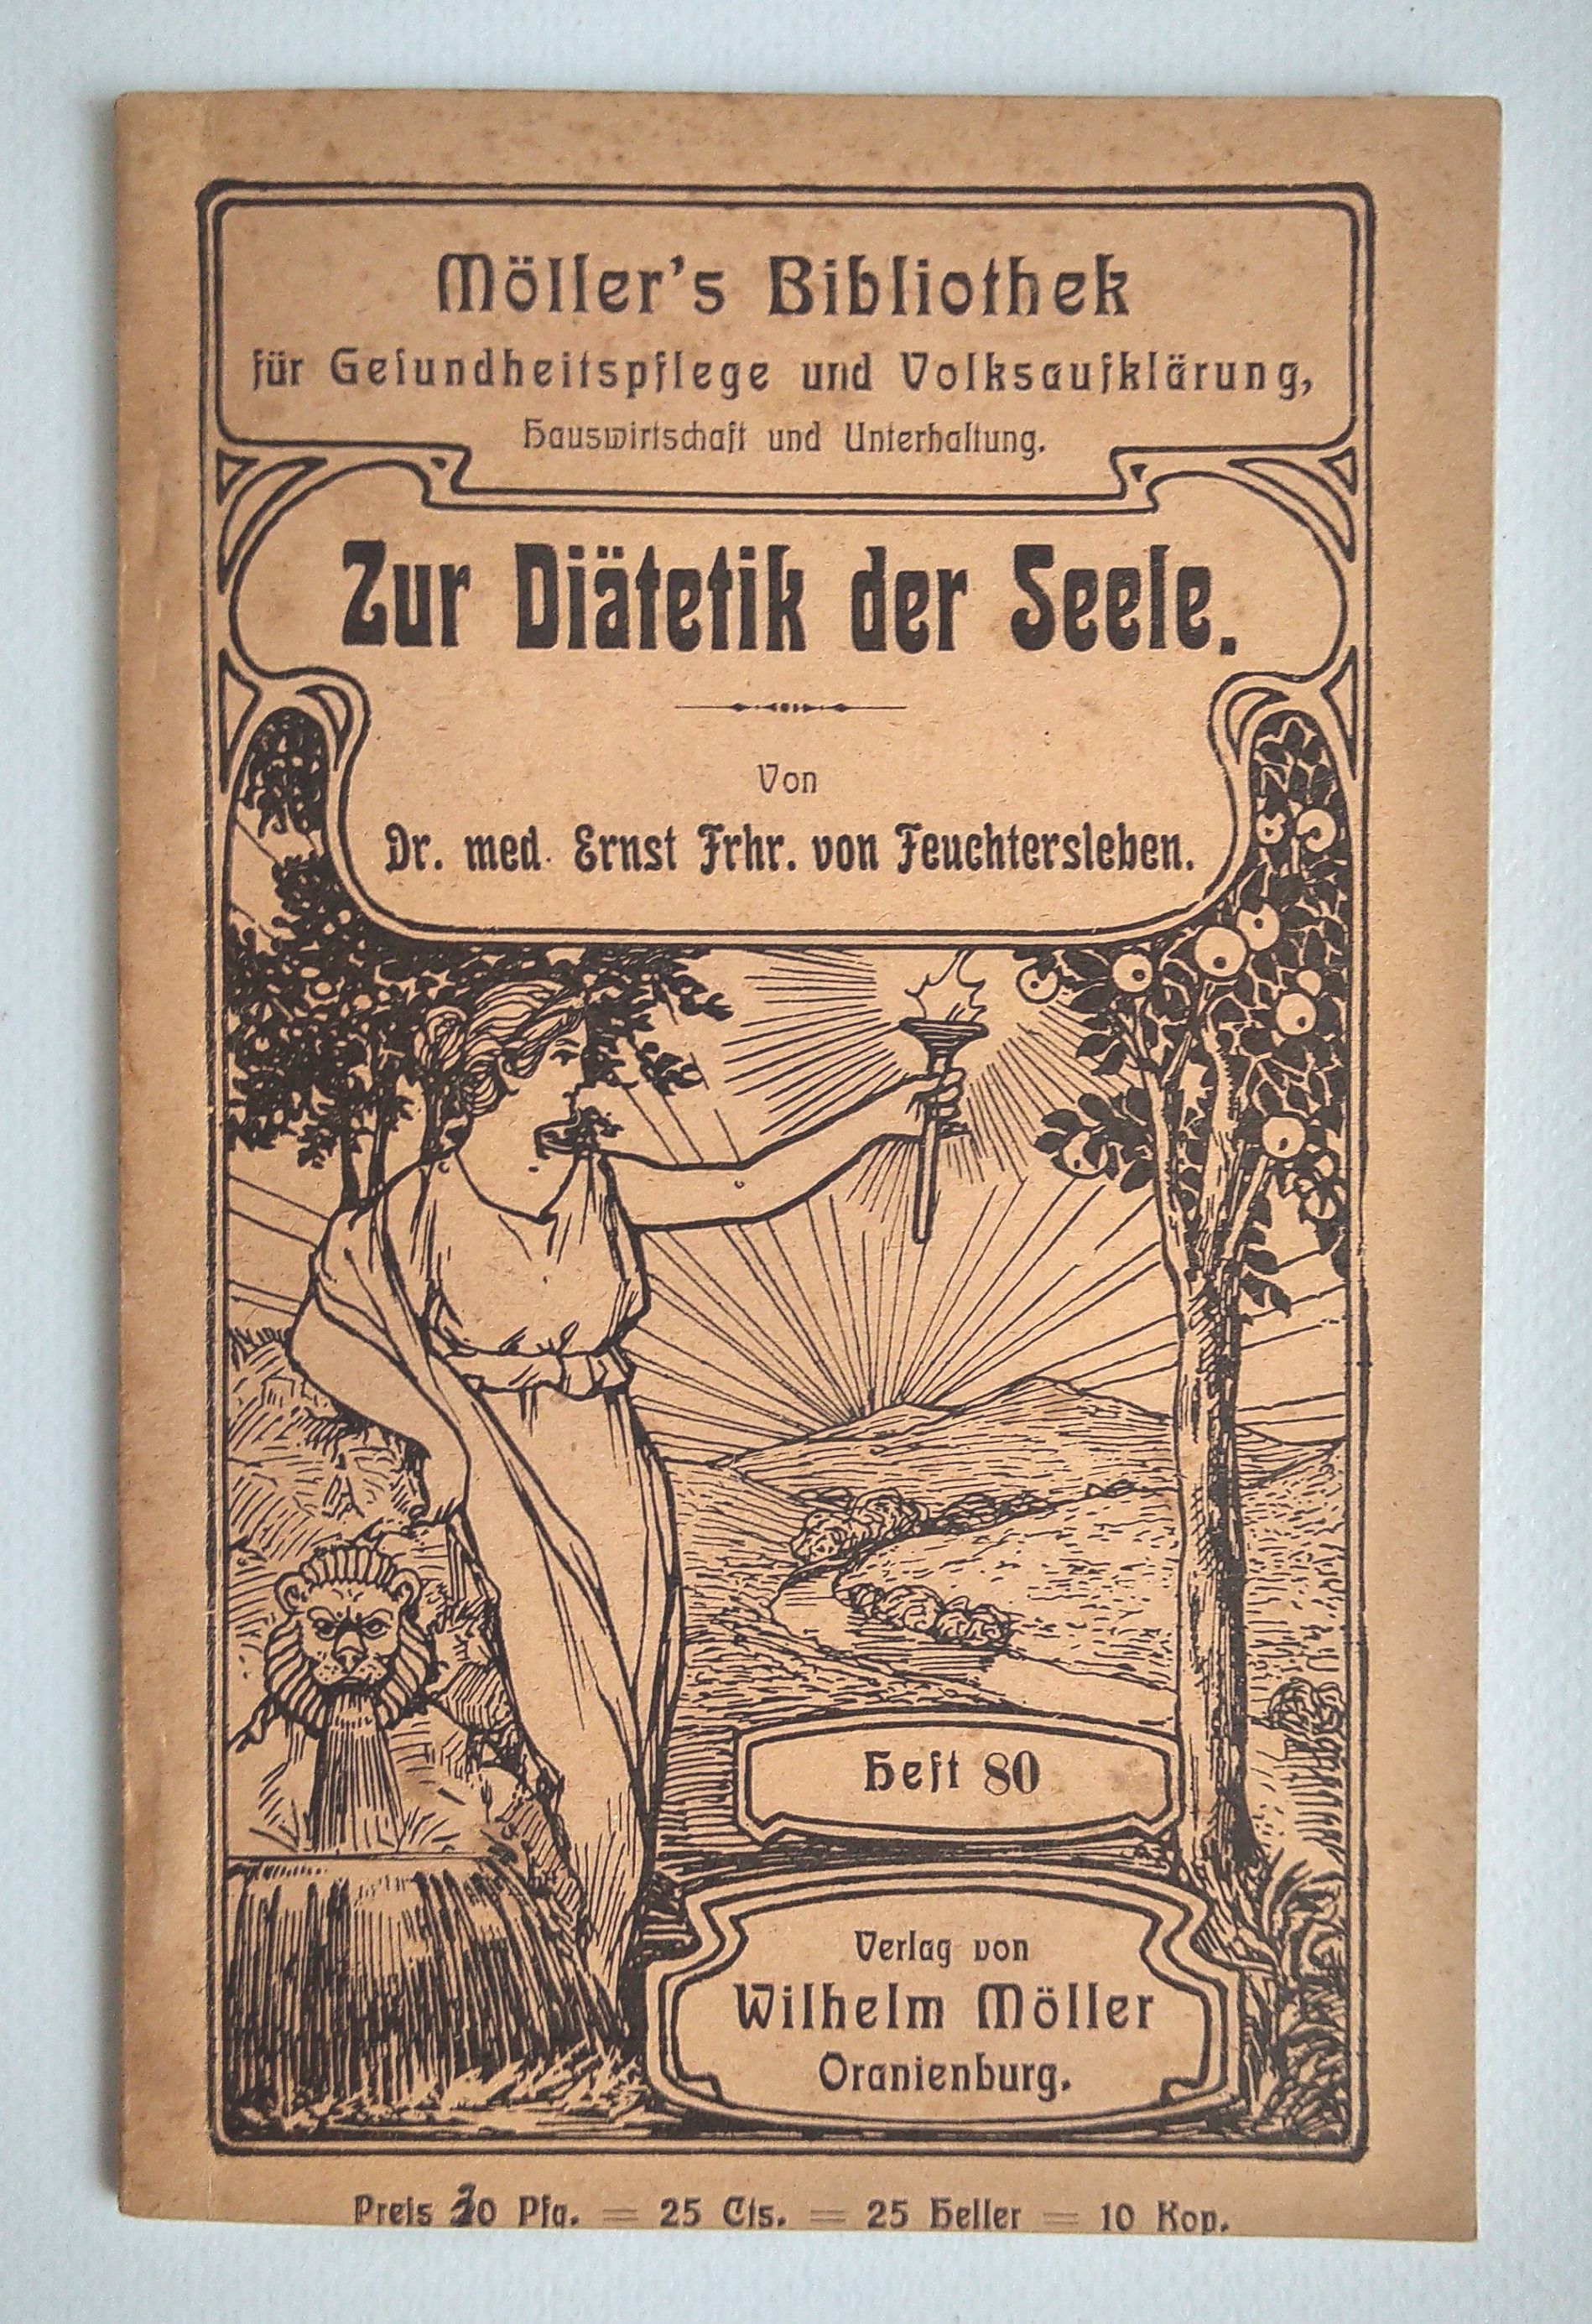 Möller's Bibliothek
für Gesundheitspflege und Volksaufklärung,
Hauswirtschaft und Unterhaltung.
Zur Diätetik der Seele.
Von
Dr. med. Ernst Frhr. von Feuchtersleben.
Heft 80
Verlag von
Wilhelm Möller
Oranienburg.
Preis 30 Pfg. = 25 Cts. = 25 Heller = 10 Kop.